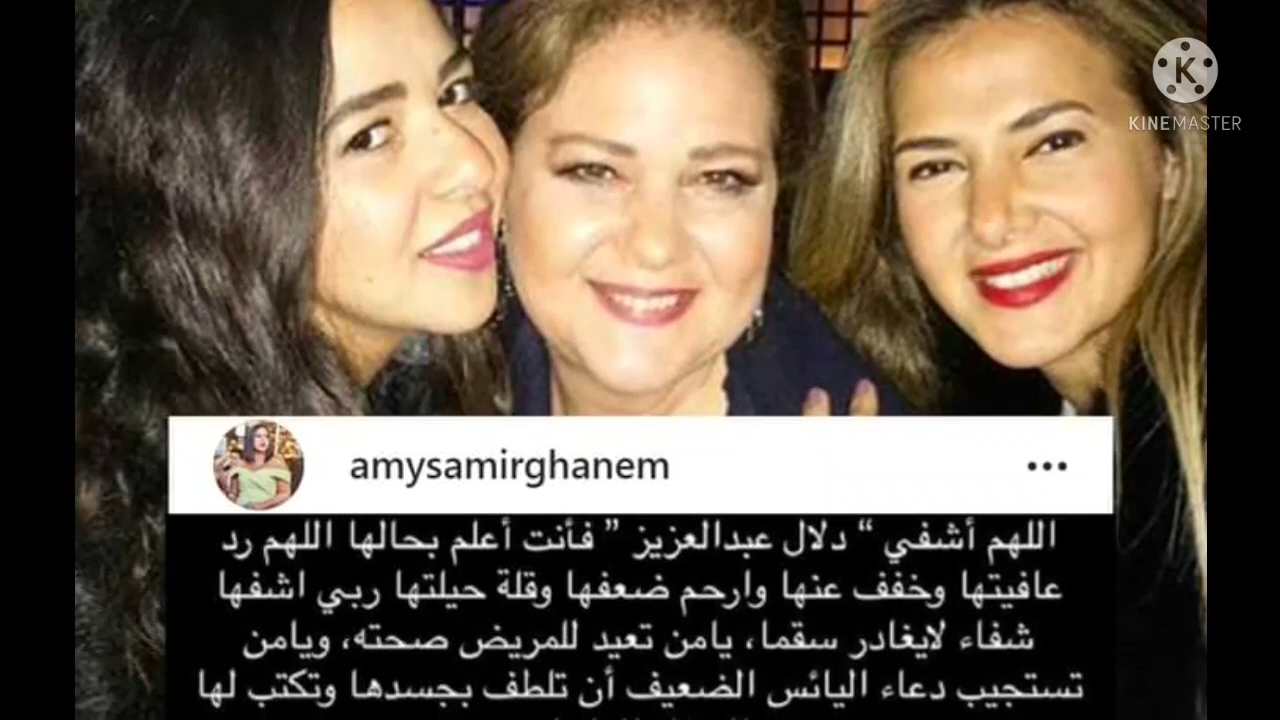 KINEMASTER
amysamirghanem
اللهم أشفي “ دلال عبدالعزيز ” فأنت أعلم بحالها اللهم رد
عافيتها وخفف عنها وارحم ضعفها وقلة حيلتها ربي اشفها
شفاء لايغادر سقما، يامن تعيد للمريض صحته، ويامن
تستجيب دعاء اليائس الضعيف أن تلطف بجسدها وتكتب لها